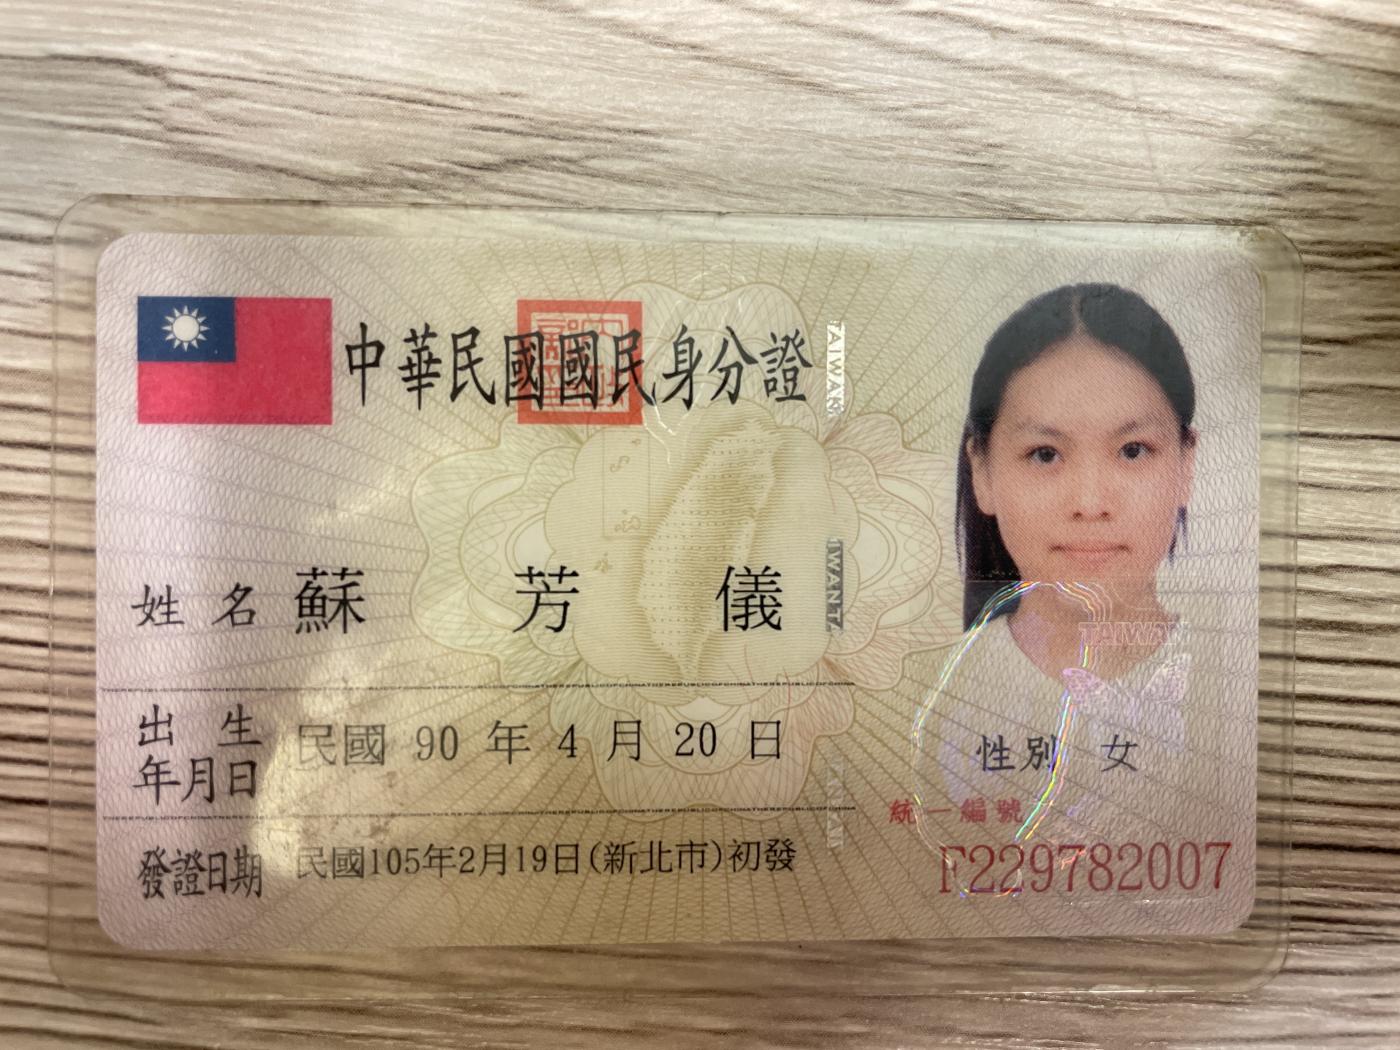 中華民國國民身分證
姓名 蘇芳儀
出生年月日 民國 90 年 4 月 20 日
性別 女
統一編號
F229782007
發證日期 民國105年2月19日(新北市)初發
TAIWAN